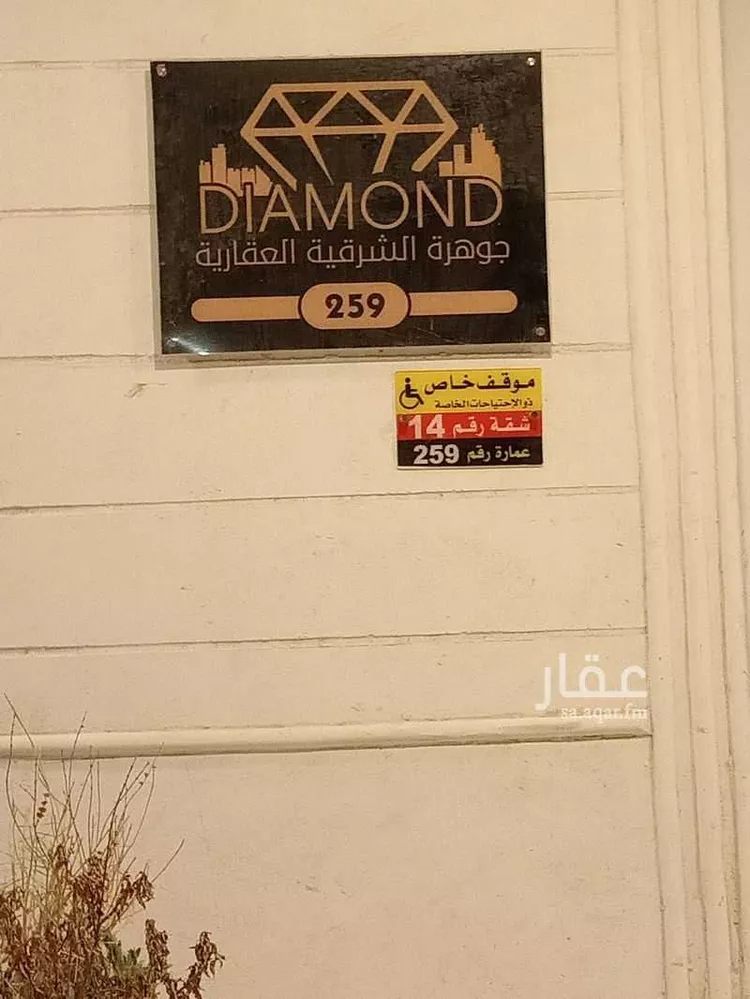 DIAMOND
جوهرة الشرقية العقارية
259
موقف خاص
ذو الإحتياجات الخاصة
شقة رقم 14
عمارة رقم 259
عقار
sa.aqar.fm